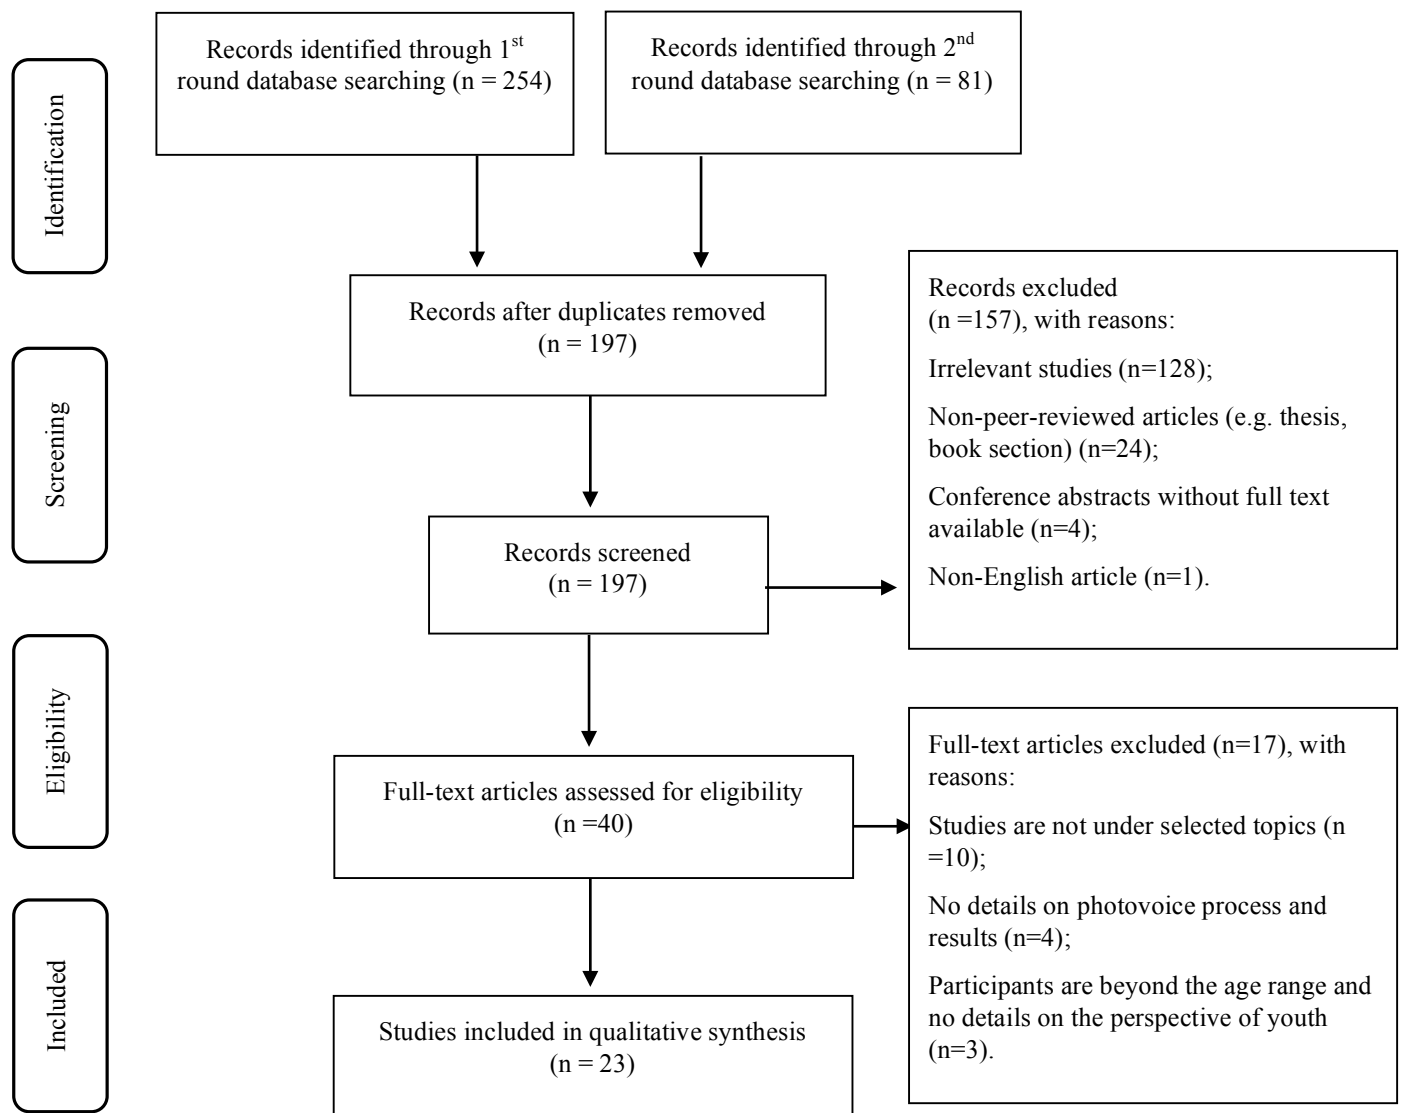 Identification
Records identified through 1st
round database searching (n = 254)
Records identified through 2nd
round database searching (n = 81)
Records after duplicates removed
(n = 197)
Screening
Records screened
(n = 197)
Records excluded
(n =157), with reasons:
Irrelevant studies (n=128);
Non-peer-reviewed articles (e.g. thesis,
book section) (n=24);
Conference abstracts without full text
available (n=4);
Non-English article (n=1).
Eligibility
Full-text articles assessed for eligibility
(n =40)
Full-text articles excluded (n=17), with
reasons:
Studies are not under selected topics (n
=10);
No details on photovoice process and
results (n=4);
Participants are beyond the age range and
no details on the perspective of youth
(n=3).
Included
Studies included in qualitative synthesis
(n = 23)